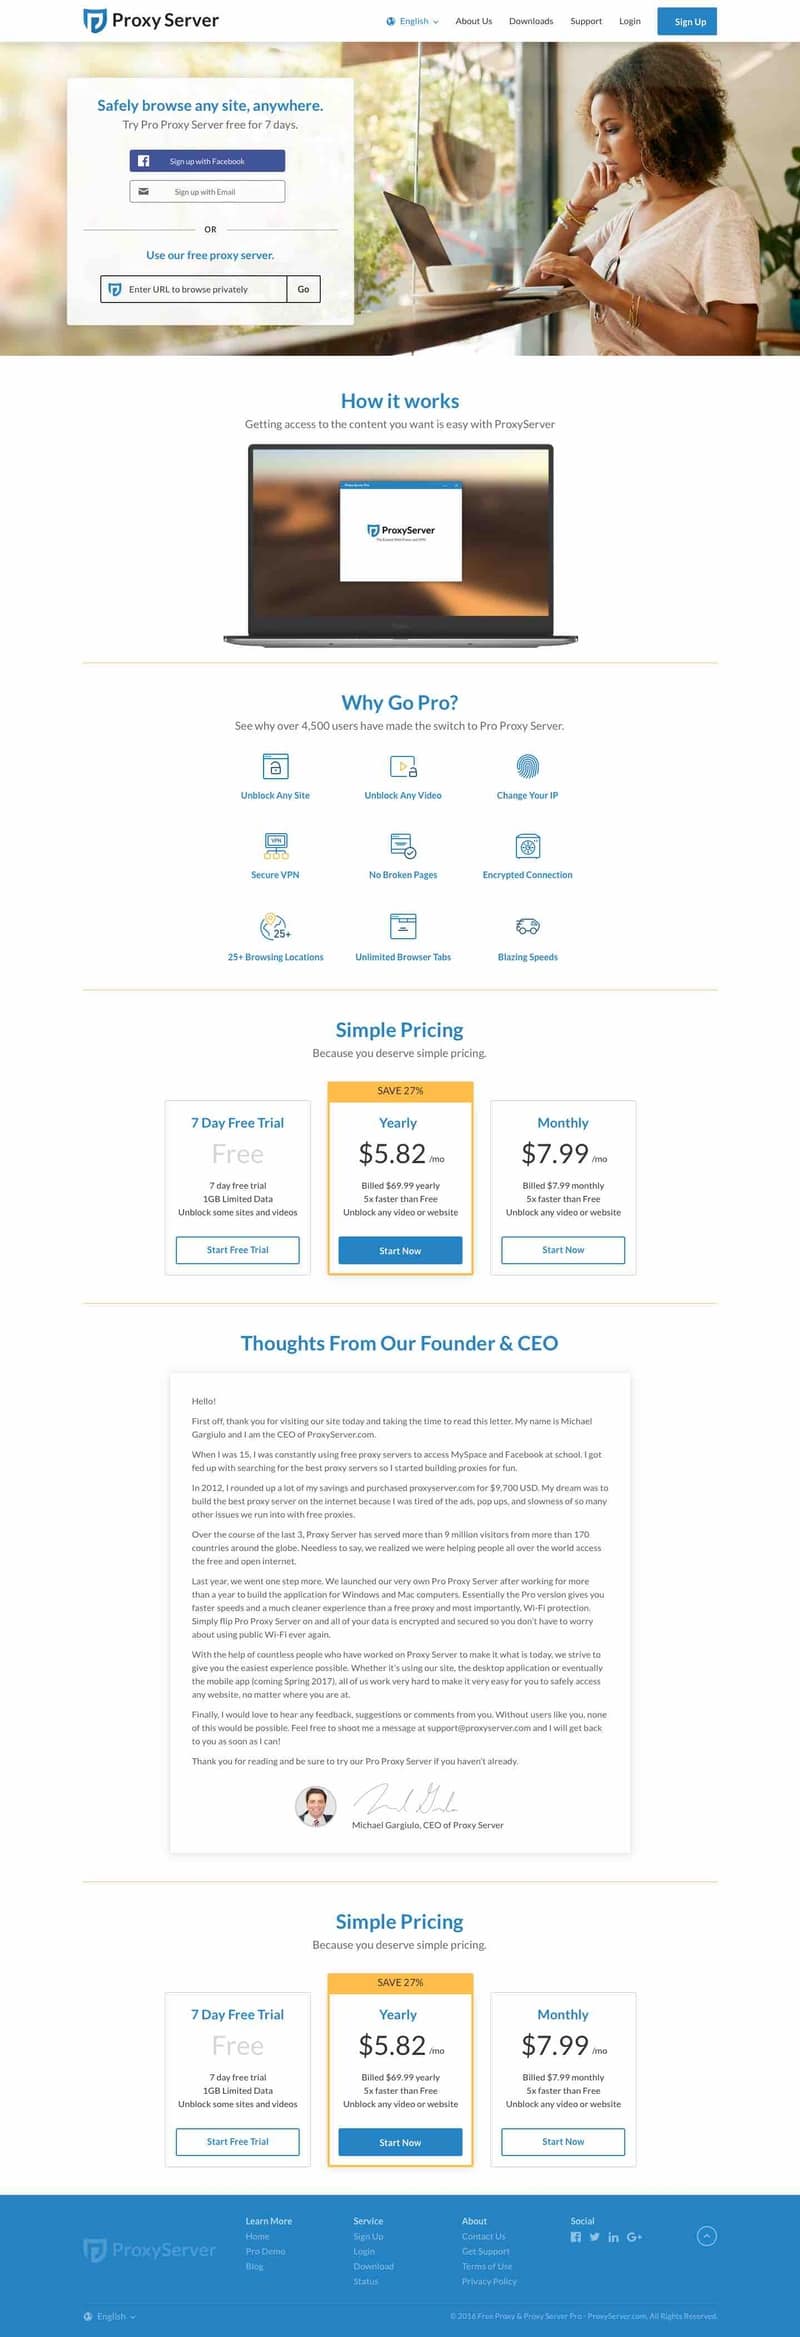 Proxy Server
English
About Us
Downloads
Support
Login
Sign Up
Safely browse any site, anywhere.
Try Pro Proxy Server free for 7 days.
Sign up with Facebook
Sign up with Email
OR
Use our free proxy server.
Enter URL to browse privately
Go
How it works
Getting access to the content you want is easy with ProxyServer
ProxyServer
Why Go Pro?
See why over 4,500 users have made the switch to Pro Proxy Server.
Unblock Any Site
Unblock Any Video
Change Your IP
VPN
Secure VPN
No Broken Pages
Encrypted Connection
25+
25+ Browsing Locations
Unlimited Browser Tabs
Blazing Speeds
Simple Pricing
Because you deserve simple pricing.
7 Day Free Trial
Free
7 day free trial
1GB Limited Data
Unblock some sites and videos
Start Free Trial
SAVE 27%
Yearly
$5.82 /mo
Billed $69.99 yearly
5x faster than Free
Unblock any video or website
Start Now
Monthly
$7.99 /mo
Billed $7.99 monthly
5x faster than Free
Unblock any video or website
Start Now
Thoughts From Our Founder & CEO
Hello!
First off, thank you for visiting our site today and taking the time to read this letter. My name is Michael
Gargiulo and I am the CEO of ProxyServer.com.
When I was 15, I was constantly using free proxy servers to access MySpace and Facebook at school. I got
fed up with searching for the best proxy servers so I started building proxies for fun.
In 2012, I rounded up a lot of my savings and purchased proxyserver.com for $9,700 USD. My dream was to
build the best proxy server on the internet because I was tired of the ads, pop ups, and slowness of so many
other issues we run into with free proxies.
Over the course of the last 3, Proxy Server has served more than 9 million visitors from more than 170
countries around the globe. Needless to say, we realized we were helping people all over the world access
the free and open internet.
Last year, we went one step more. We launched our very own Pro Proxy Server after working for more
than a year to build the application for Windows and Mac computers. Essentially the Pro version gives you
faster speeds and a much cleaner experience than a free proxy and most importantly, Wi-Fi protection.
Simply flip Pro Proxy Server on and all of your data is encrypted and secured so you don't have to worry
about using public Wi-Fi ever again.
With the help of countless people who have worked on Proxy Server to make it what is today, we strive to
give you the easiest experience possible. Whether it's using our site, the desktop application or eventually
the mobile app (coming Spring 2017), all of us work very hard to make it very easy for you to safely access
any website, no matter where you are at.
Finally, I would love to hear any feedback, suggestions or comments from you. Without users like you, none
of this would be possible. Feel free to shoot me a message at support@proxyserver.com and I will get back
to you as soon as I can!
Thank you for reading and be sure to try our Pro Proxy Server if you haven't already.
Michael Gargiulo, CEO of Proxy Server
Simple Pricing
Because you deserve simple pricing.
7 Day Free Trial
Free
7 day free trial
1GB Limited Data
Unblock some sites and videos
Start Free Trial
SAVE 27%
Yearly
$5.82 /mo
Billed $69.99 yearly
5x faster than Free
Unblock any video or website
Start Now
Monthly
$7.99 /mo
Billed $7.99 monthly
5x faster than Free
Unblock any video or website
Start Now
ProxyServer
Learn More
Home
Pro Demo
Blog
Service
Sign Up
Login
Download
Status
About
Contact Us
Get Support
Terms of Use
Privacy Policy
Social
English
© 2016 Free Proxy & Proxy Server Pro - ProxyServer.com. All Rights Reserved.